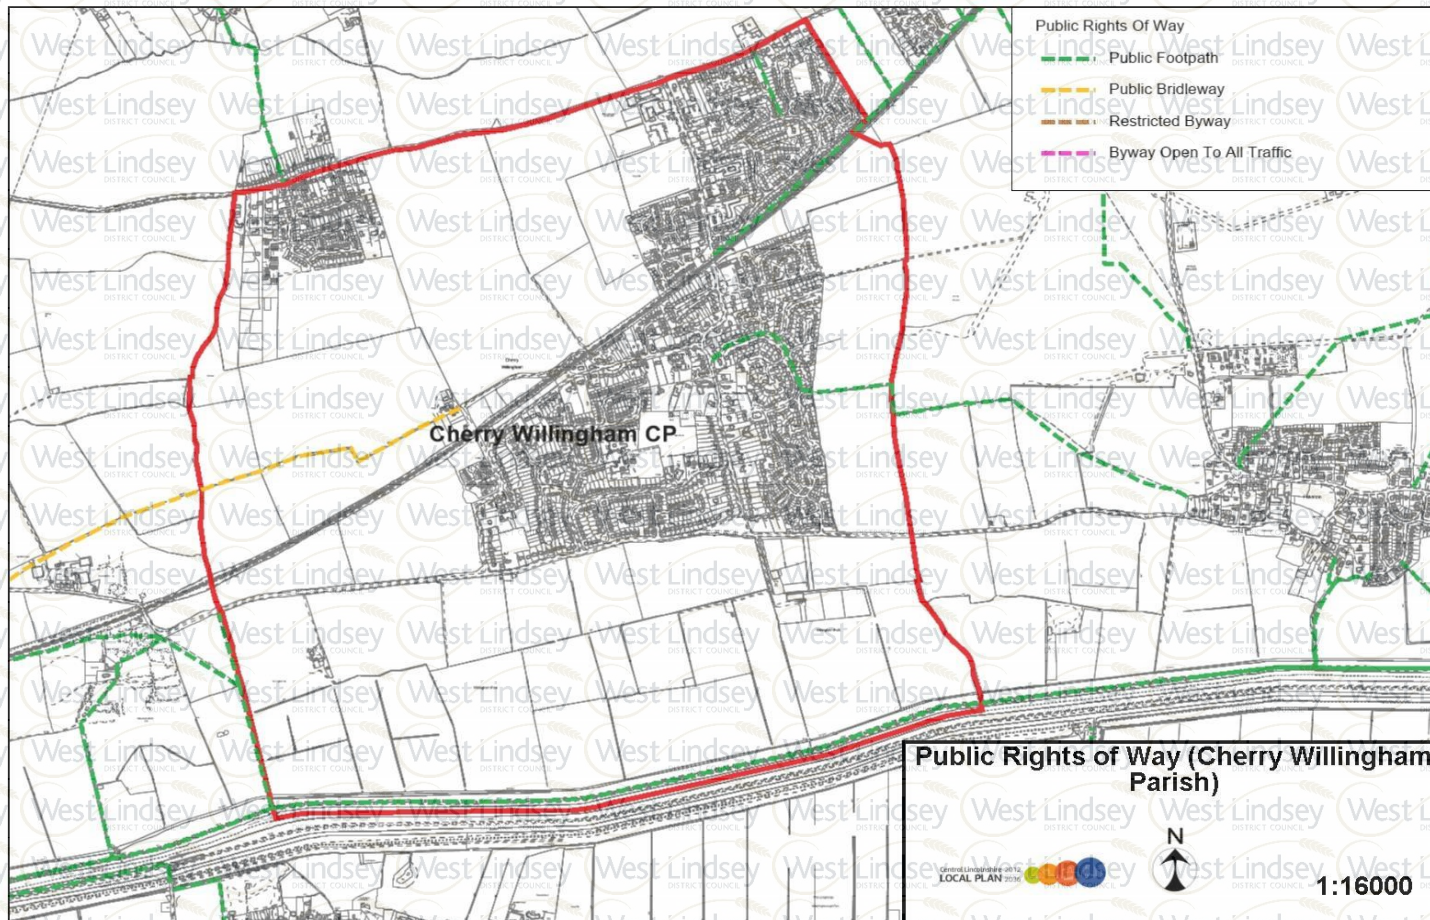 Public Rights Of Way
Public Footpath
Public Bridleway
Restricted Byway
Byway Open To All Traffic
Cherry Willingham CP
Public Rights of Way (Cherry Willingham
Parish)
Central Lincolnshire 2012
LOCAL PLAN 2036
N
1:16000
West Lindsey
DISTRICT COUNCIL